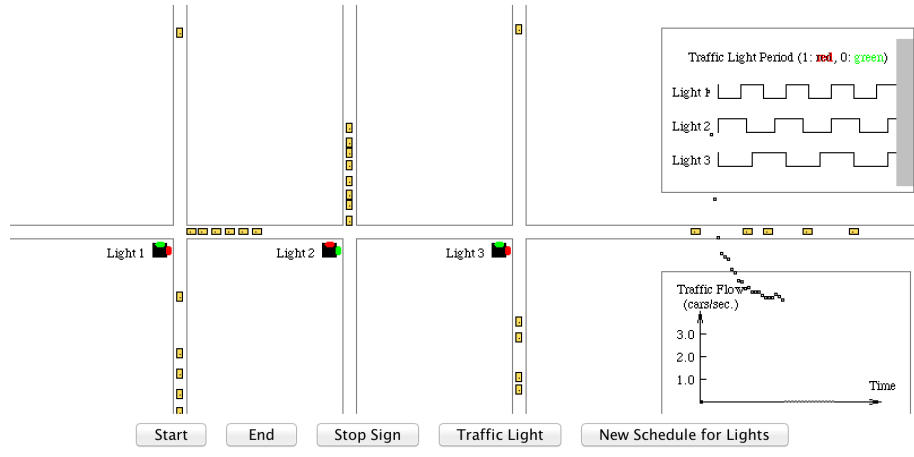 Traffic Light Period (1: red, 0: green)
Light 1
Light 2
Light 3
Light 1
Light 2
Light 3
Traffic Flow
(cars/sec.)
3.0
2.0
1.0
Time
Start
End
Stop Sign
Traffic Light
New Schedule for Lights